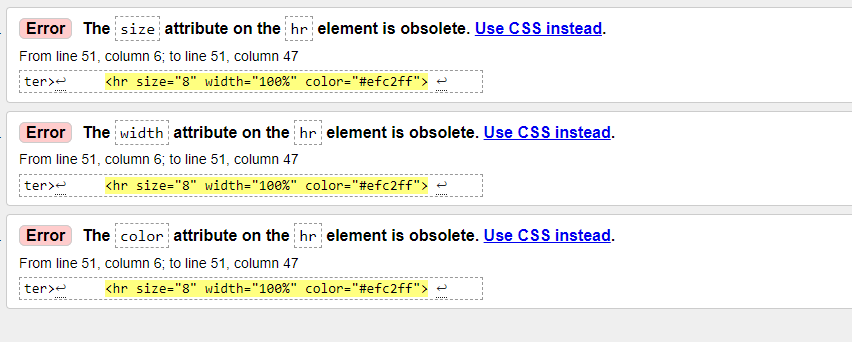 Error The size attribute on the hr element is obsolete. Use CSS instead.
From line 51, column 6; to line 51, column 47
ter>↩ <hr size="8" width="100%" color="#efc2ff"> ↩
Error The width attribute on the hr element is obsolete. Use CSS instead.
From line 51, column 6; to line 51, column 47
ter>↩ <hr size="8" width="100%" color="#efc2ff"> ↩
Error The color attribute on the hr element is obsolete. Use CSS instead.
From line 51, column 6; to line 51, column 47
ter>↩ <hr size="8" width="100%" color="#efc2ff"> ↩